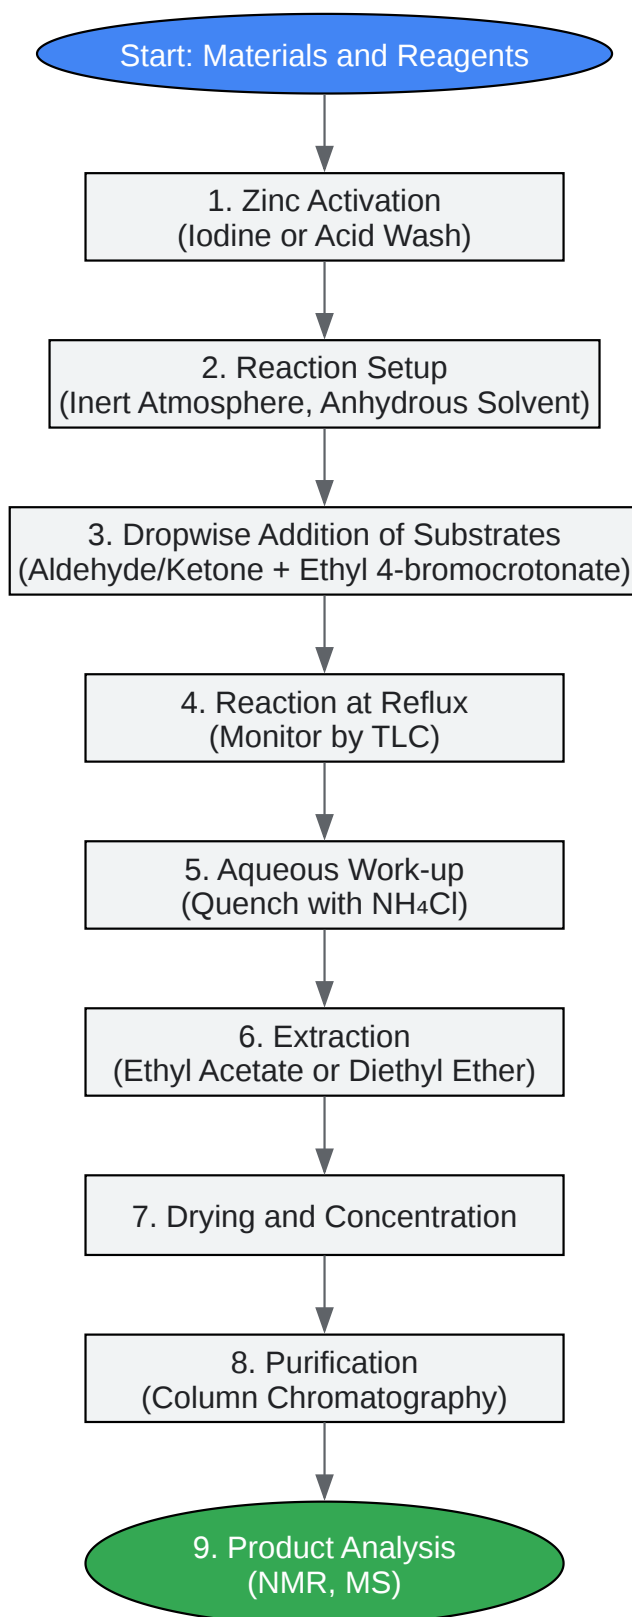 Start: Materials and Reagents
1. Zinc Activation
(Iodine or Acid Wash)
2. Reaction Setup
(Inert Atmosphere, Anhydrous Solvent)
3. Dropwise Addition of Substrates
(Aldehyde/Ketone + Ethyl 4-bromocrotonate)
4. Reaction at Reflux
(Monitor by TLC)
5. Aqueous Work-up
(Quench with NH₄Cl)
6. Extraction
(Ethyl Acetate or Diethyl Ether)
7. Drying and Concentration
8. Purification
(Column Chromatography)
9. Product Analysis
(NMR, MS)